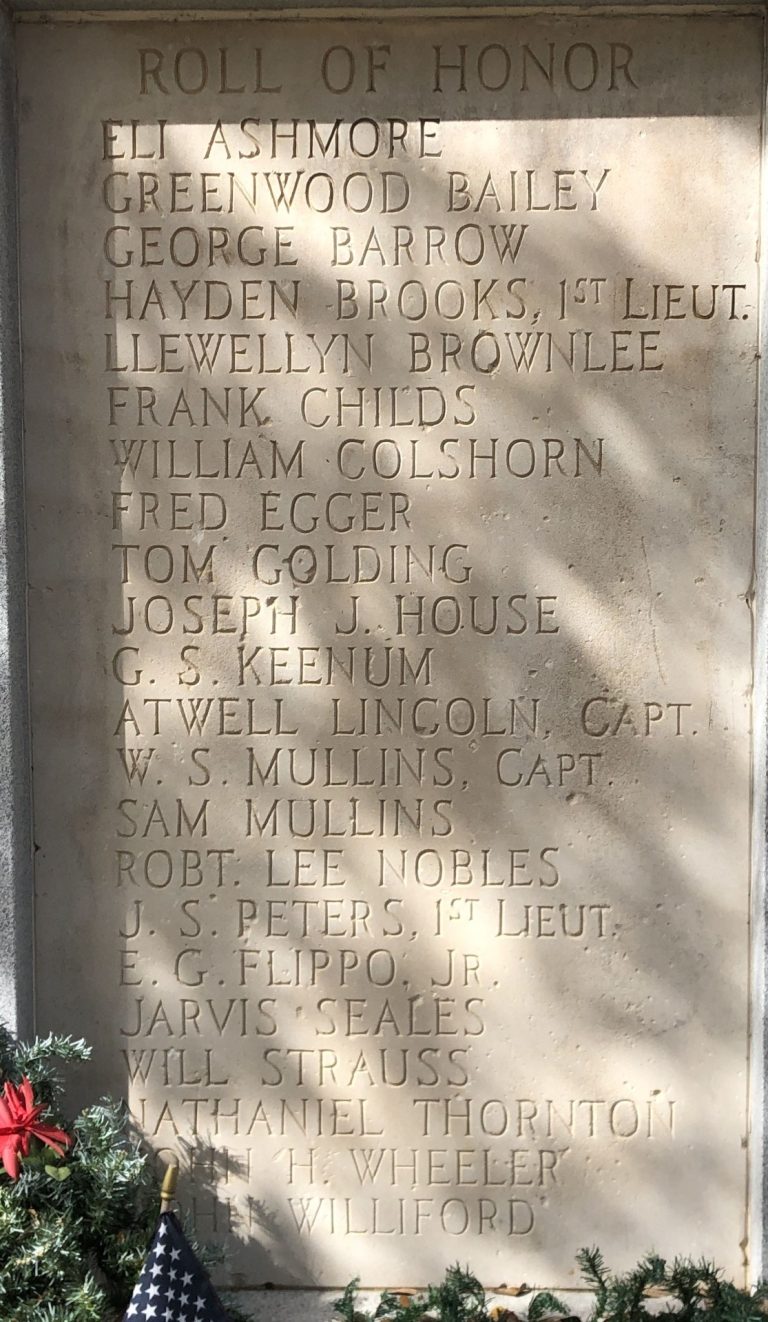 ROLL OF HONOR
ELI ASHMORE
GREENWOOD BAILEY
GEORGE BARROW
HAYDEN BROOKS, 1ST LIEUT.
LLEWELLYN BROWNLEE
FRANK CHILDS
WILLIAM COLSHORN
FRED EGGER
TOM GOLDING
JOSEPH J. HOUSE
G. S. KEENUM
ATWELL LINCOLN, CAPT.
W. S. MULLINS, CAPT.
SAM MULLINS
ROBT. LEE NOBLES
J. S. PETERS, 1ST LIEUT.
E. G. FLIPPO, JR.
JARVIS SEALES
WILL STRAUSS
NATHANIEL THORNTON
JOHN H. WHEELER
JOHN WILLIFORD